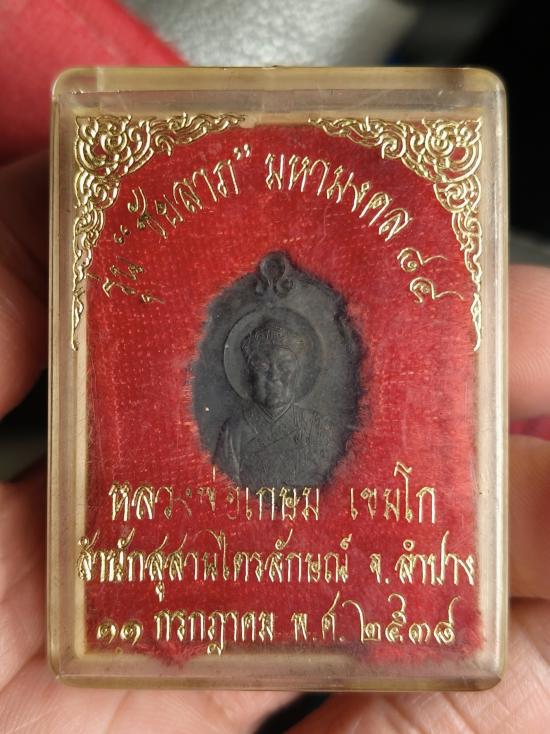 รุ่น "ชัยลาภ" มหามงคล ๘๘
หลวงพ่อเกษม เขมโก
สำนักสุสานไตรลักษณ์ จ.ลำปาง
๑๑ กรกฎาคม พ.ศ.๒๕๓๘